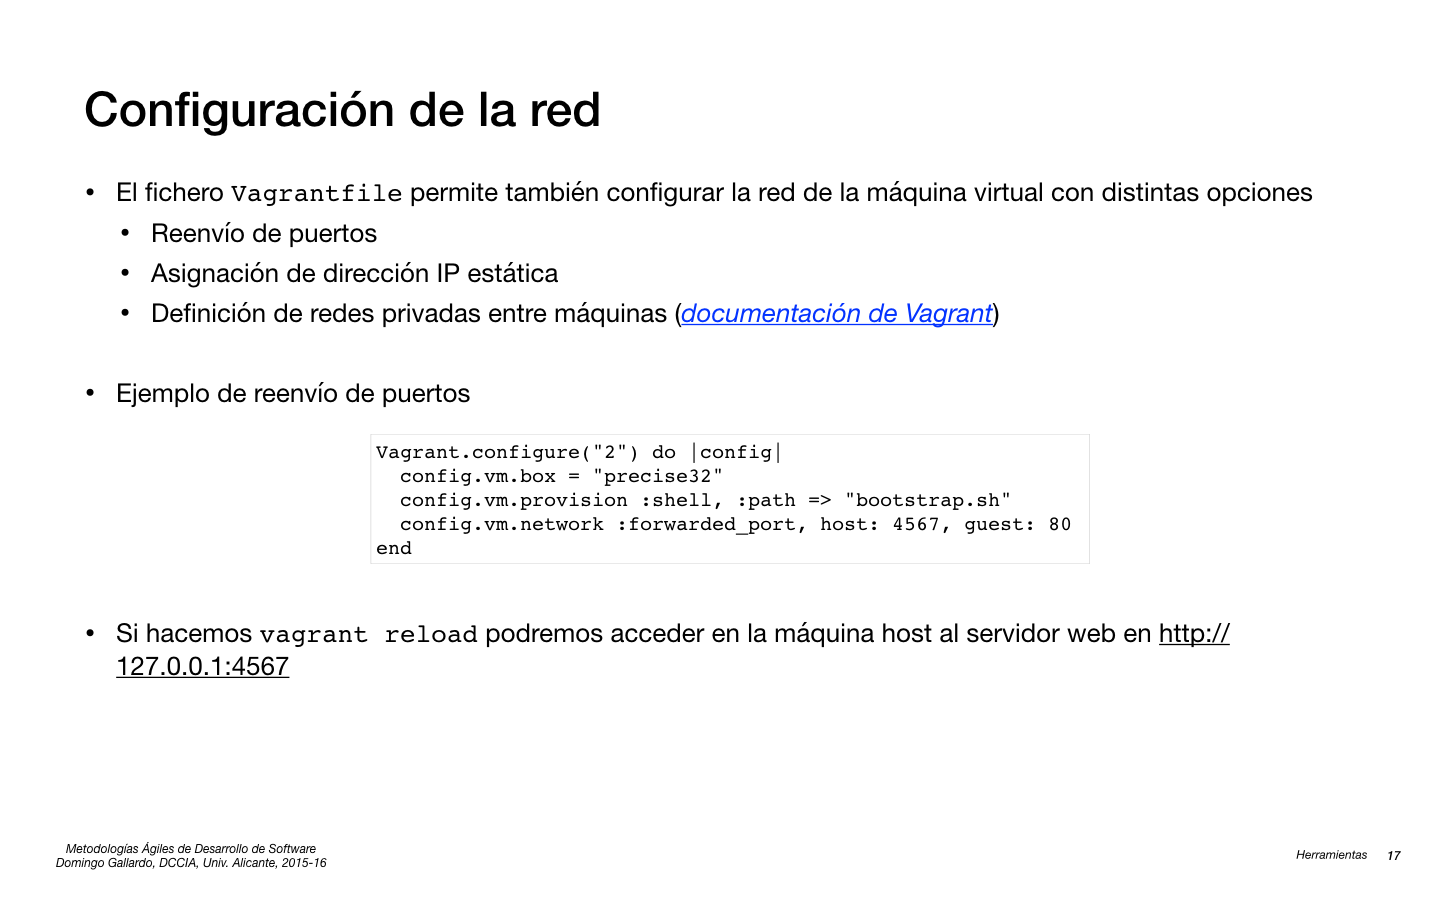 Configuración de la red
• El fichero Vagrantfile permite también configurar la red de la máquina virtual con distintas opciones
• Reenvío de puertos
• Asignación de dirección IP estática
• Definición de redes privadas entre máquinas (documentación de Vagrant)
• Ejemplo de reenvío de puertos
Vagrant.configure("2") do |config|
  config.vm.box = "precise32"
  config.vm.provision :shell, :path => "bootstrap.sh"
  config.vm.network :forwarded_port, host: 4567, guest: 80
end
• Si hacemos vagrant reload podremos acceder en la máquina host al servidor web en http://
127.0.0.1:4567
Metodologías Ágiles de Desarrollo de Software
Domingo Gallardo, DCCIA, Univ. Alicante, 2015-16
Herramientas 17